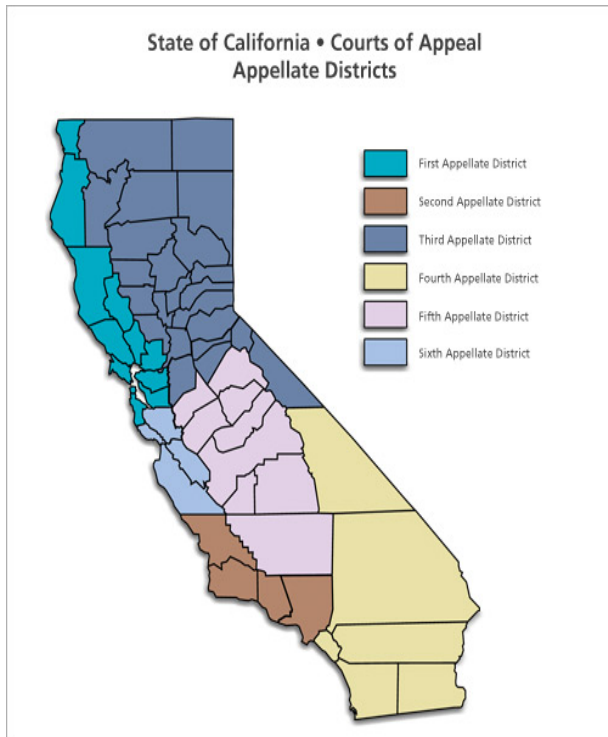 State of California • Courts of Appeal
Appellate Districts
First Appellate District
Second Appellate District
Third Appellate District
Fourth Appellate District
Fifth Appellate District
Sixth Appellate District